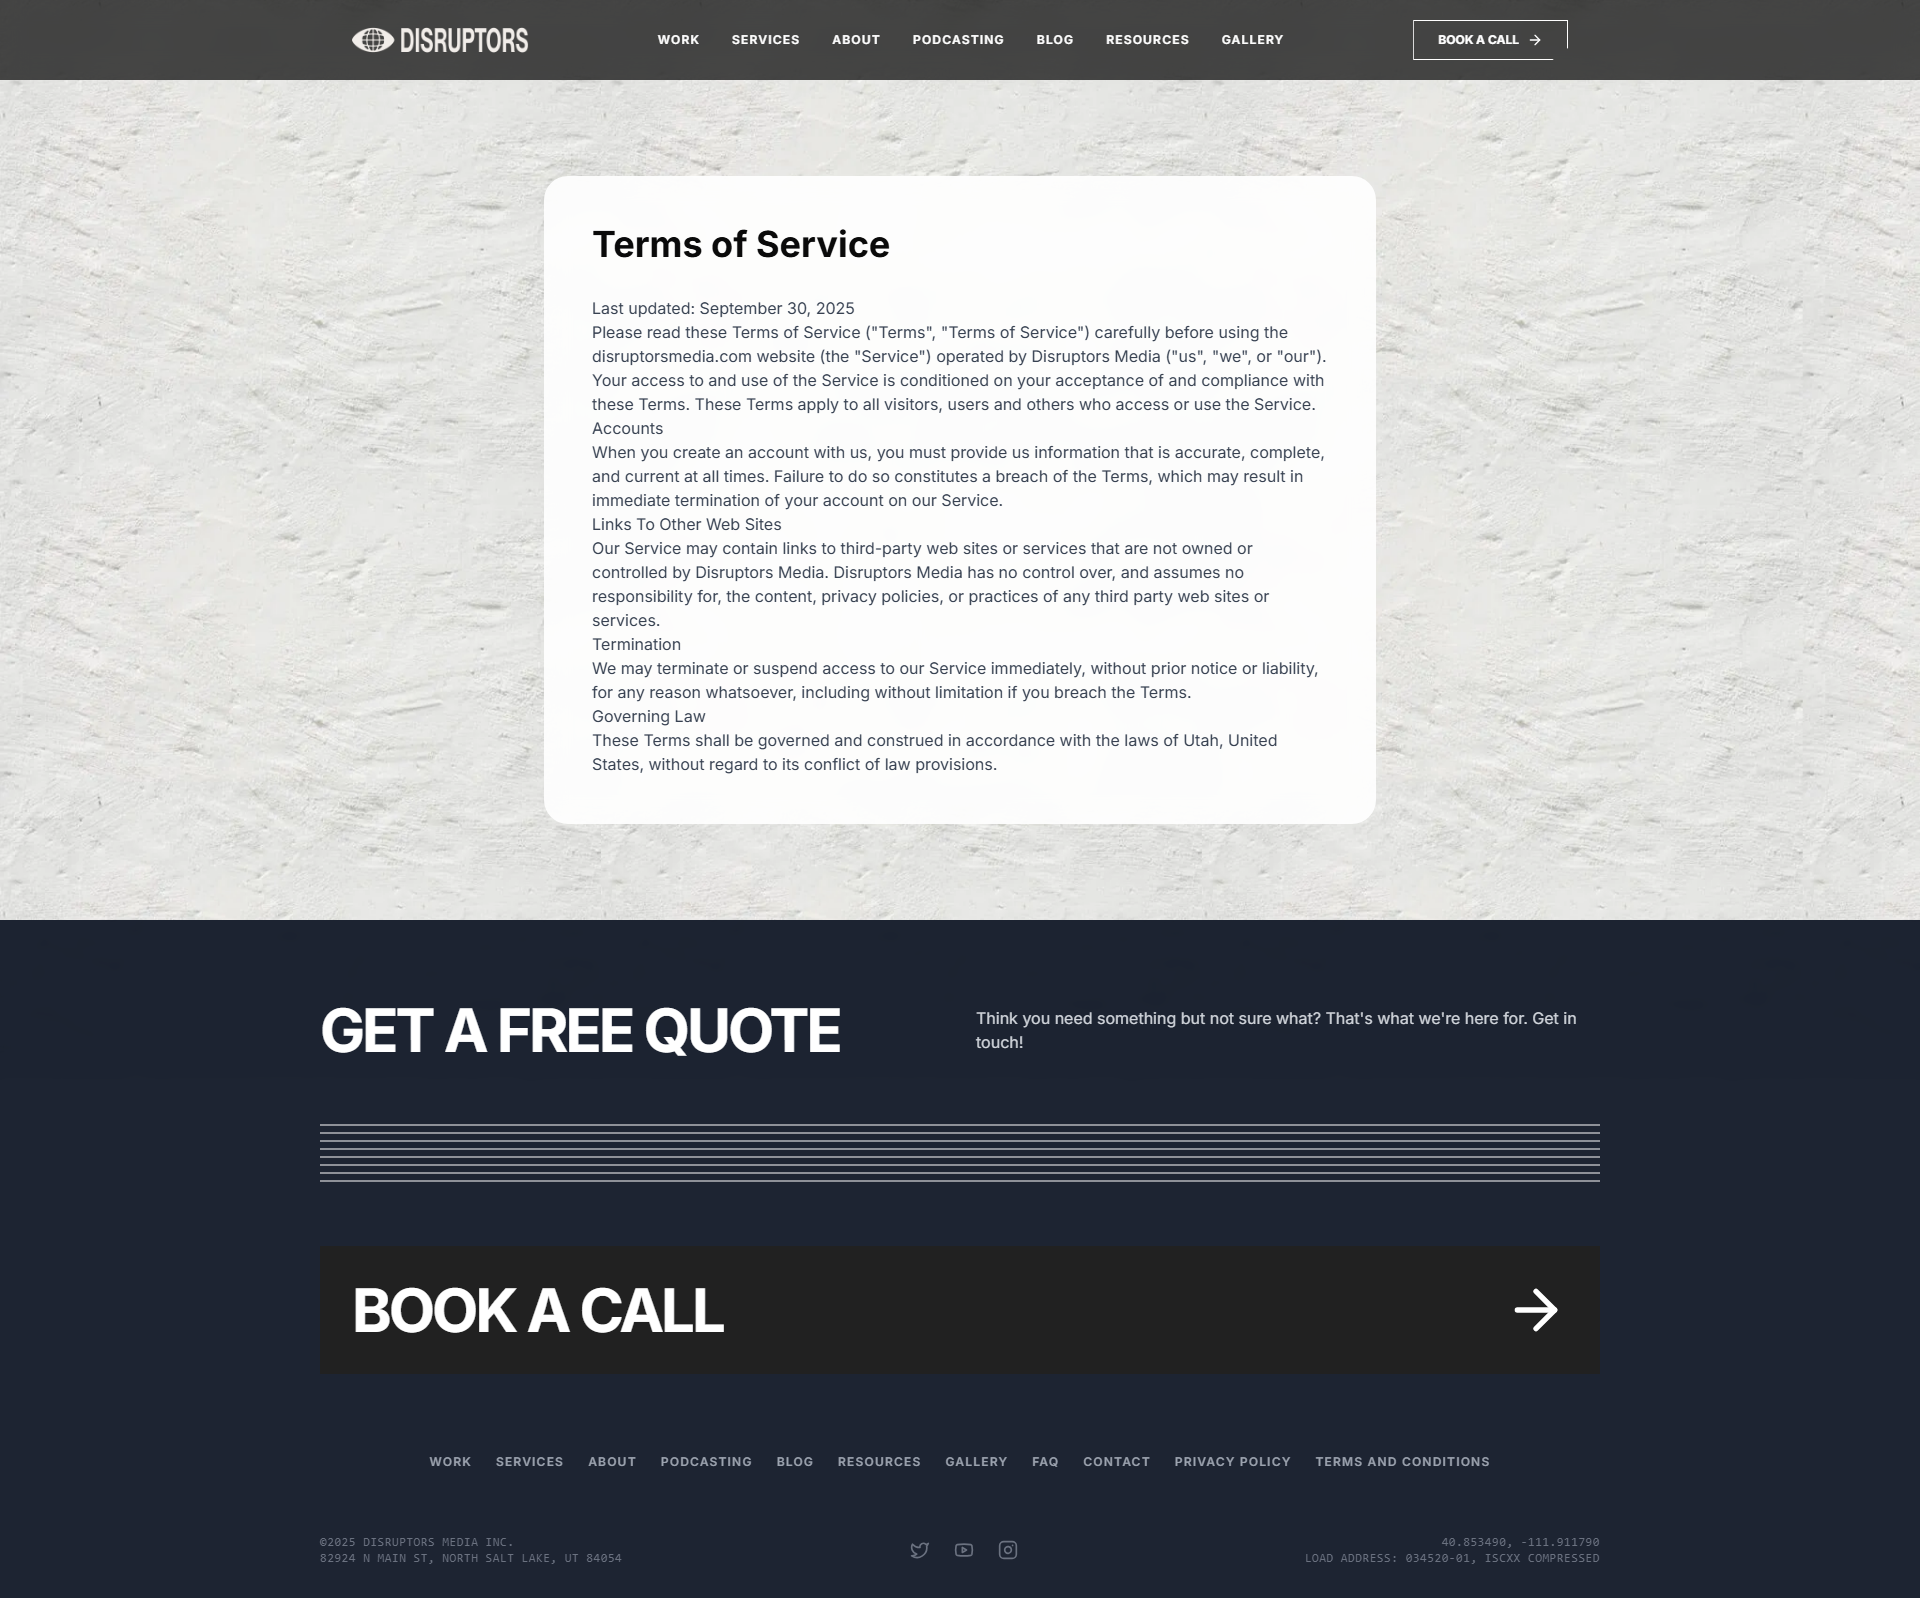 DISRUPTORS
WORK SERVICES ABOUT PODCASTING BLOG RESOURCES GALLERY
BOOK A CALL
Terms of Service
Last updated: September 30, 2025
Please read these Terms of Service ("Terms", "Terms of Service") carefully before using the
disruptorsmedia.com website (the "Service") operated by Disruptors Media ("us", "we", or "our").
Your access to and use of the Service is conditioned on your acceptance of and compliance with
these Terms. These Terms apply to all visitors, users and others who access or use the Service.
Accounts
When you create an account with us, you must provide us information that is accurate, complete,
and current at all times. Failure to do so constitutes a breach of the Terms, which may result in
immediate termination of your account on our Service.
Links To Other Web Sites
Our Service may contain links to third-party web sites or services that are not owned or
controlled by Disruptors Media. Disruptors Media has no control over, and assumes no
responsibility for, the content, privacy policies, or practices of any third party web sites or
services.
Termination
We may terminate or suspend access to our Service immediately, without prior notice or liability,
for any reason whatsoever, including without limitation if you breach the Terms.
Governing Law
These Terms shall be governed and construed in accordance with the laws of Utah, United
States, without regard to its conflict of law provisions.
GET A FREE QUOTE
Think you need something but not sure what? That's what we're here for. Get in
touch!
BOOK A CALL
WORK SERVICES ABOUT PODCASTING BLOG RESOURCES GALLERY FAQ CONTACT PRIVACY POLICY TERMS AND CONDITIONS
©2025 DISRUPTORS MEDIA INC.
82924 N MAIN ST, NORTH SALT LAKE, UT 84054
40.853490, -111.911790
LOAD ADDRESS: 034520-01, ISCXX COMPRESSED